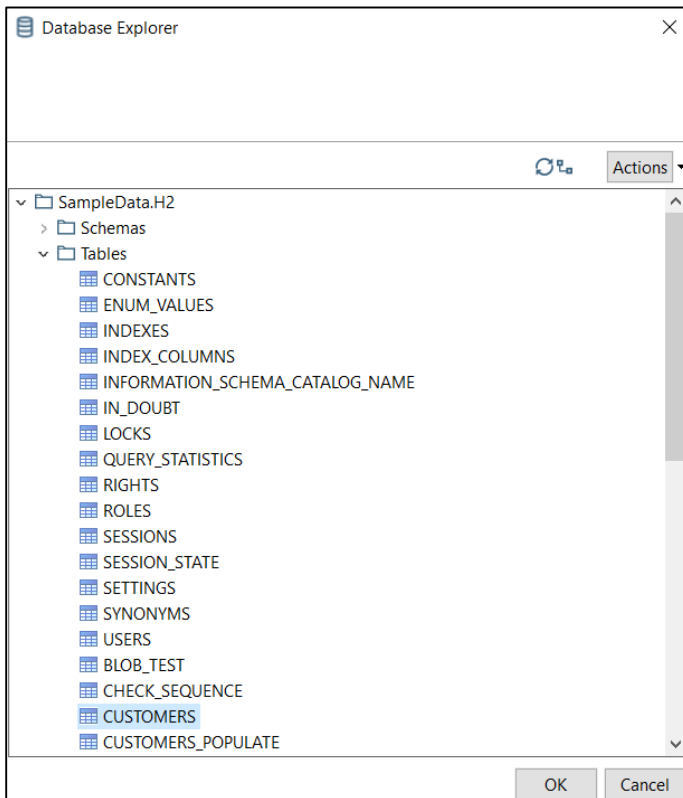 Database Explorer
Actions
SampleData.H2
Schemas
Tables
CONSTANTS
ENUM_VALUES
INDEXES
INDEX_COLUMNS
INFORMATION_SCHEMA_CATALOG_NAME
IN_DOUBT
LOCKS
QUERY_STATISTICS
RIGHTS
ROLES
SESSIONS
SESSION_STATE
SETTINGS
SYNONYMS
USERS
BLOB_TEST
CHECK_SEQUENCE
CUSTOMERS
CUSTOMERS_POPULATE
OK Cancel